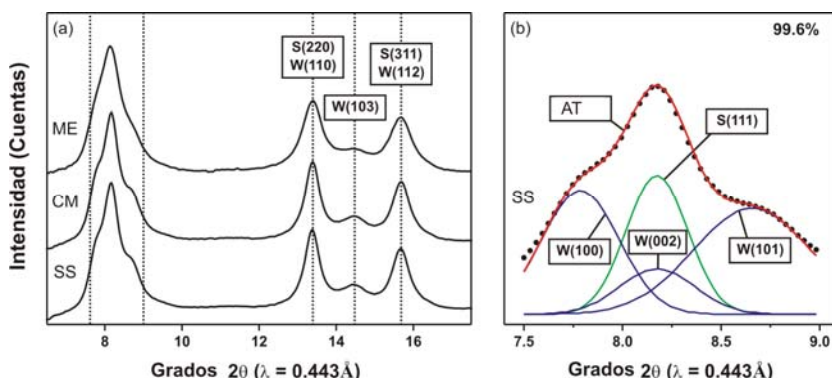 (a)
Intensidad (Cuentas)
ME
CM
SS
S(220)
W(110)
W(103)
S(311)
W(112)
8
10
12
14
16
Grados 2θ (λ = 0.443Å)
(b)
99.6%
AT
S(111)
SS
W(100)
W(002)
W(101)
7.5
8.0
8.5
9.0
Grados 2θ (λ = 0.443Å)